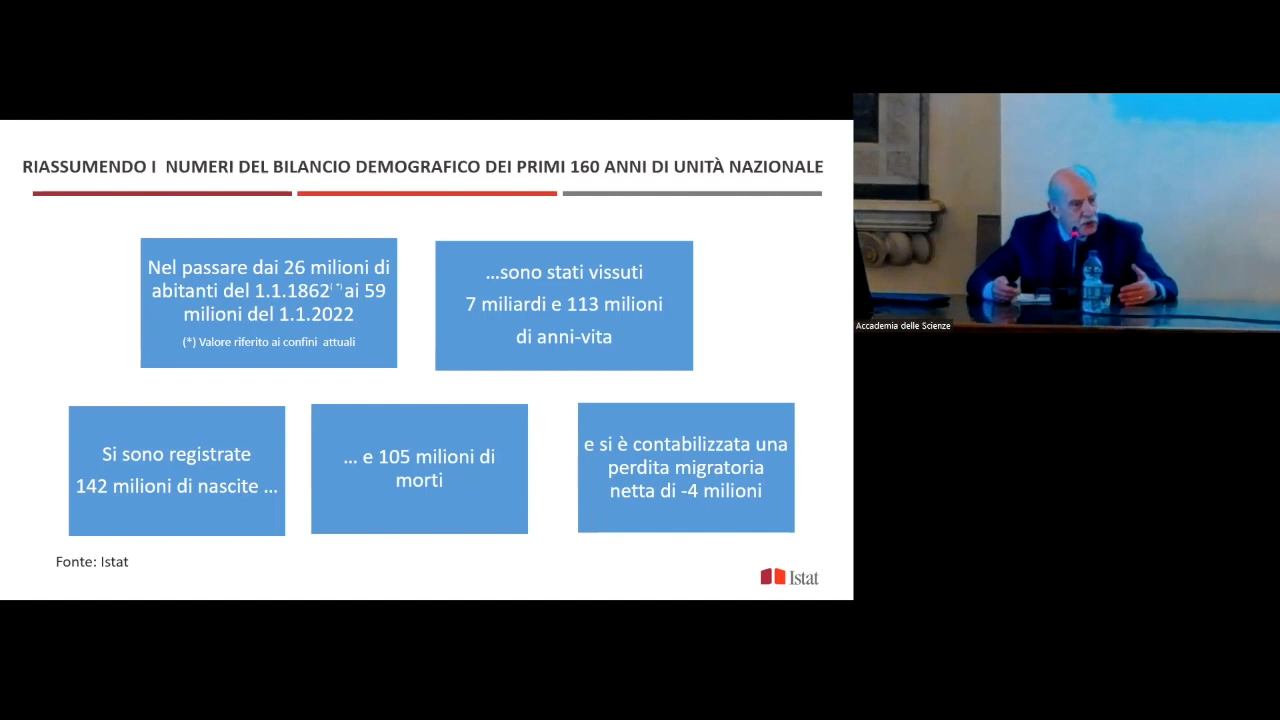 RIASSUMENDO I NUMERI DEL BILANCIO DEMOGRAFICO DEI PRIMI 160 ANNI DI UNITÀ NAZIONALE
Nel passare dai 26 milioni di
abitanti del 1.1.1862(*) ai 59
milioni del 1.1.2022
(*) Valore riferito ai confini attuali
...sono stati vissuti
7 miliardi e 113 milioni
di anni-vita
Si sono registrate
142 milioni di nascite ...
... e 105 milioni di
morti
e si è contabilizzata una
perdita migratoria
netta di -4 milioni
Fonte: Istat
Istat
Accademia delle Scienze